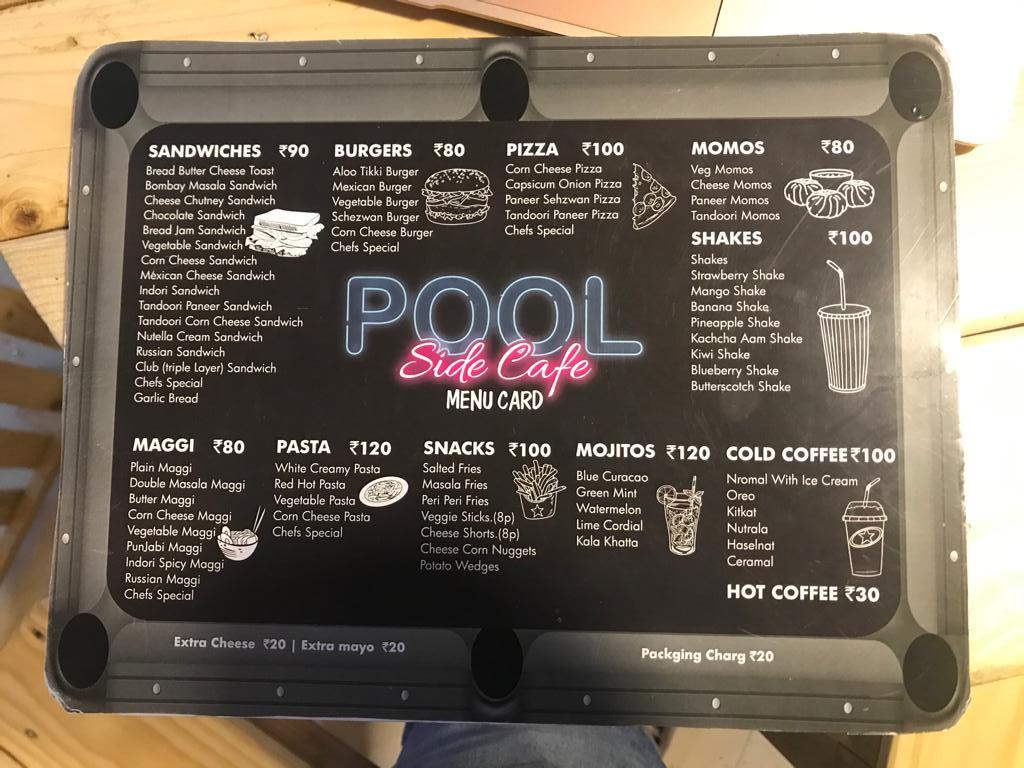 SANDWICHES ₹90
Bread Butter Cheese Toast
Bombay Masala Sandwich
Cheese Chutney Sandwich
Chocolate Sandwich
Bread Jam Sandwich
Vegetable Sandwich
Corn Cheese Sandwich
Mexican Cheese Sandwich
Indori Sandwich
Tandoori Paneer Sandwich
Tandoori Corn Cheese Sandwich
Nutella Cream Sandwich
Russian Sandwich
Club (triple Layer) Sandwich
Chefs Special
Garlic Bread
BURGERS ₹80
Aloo Tikki Burger
Mexican Burger
Vegetable Burger
Schezwan Burger
Corn Cheese Burger
Chefs Special
PIZZA ₹100
Corn Cheese Pizza
Capsicum Onion Pizza
Paneer Sehzwan Pizza
Tandoori Paneer Pizza
Chefs Special
MOMOS ₹80
Veg Momos
Cheese Momos
Paneer Momos
Tandoori Momos
SHAKES ₹100
Shakes
Strawberry Shake
Mango Shake
Banana Shake
Pineapple Shake
Kachcha Aam Shake
Kiwi Shake
Blueberry Shake
Butterscotch Shake
POOL
Side Cafe
MENU CARD
MAGGI ₹80
Plain Maggi
Double Masala Maggi
Butter Maggi
Corn Cheese Maggi
Vegetable Maggi
PunJabi Maggi
Indori Spicy Maggi
Russian Maggi
Chefs Special
PASTA ₹120
White Creamy Pasta
Red Hot Pasta
Vegetable Pasta
Corn Cheese Pasta
Chefs Special
SNACKS ₹100
Salted Fries
Masala Fries
Peri Peri Fries
Veggie Sticks.(8p)
Cheese Shorts.(8p)
Cheese Corn Nuggets
Potato Wedges
MOJITOS ₹120
Blue Curacao
Green Mint
Watermelon
Lime Cordial
Kala Khatta
COLD COFFEE ₹100
Nromal With Ice Cream
Oreo
Kitkat
Nutrala
Haselnat
Ceramal
HOT COFFEE ₹30
Extra Cheese ₹20 | Extra mayo ₹20
Packging Charg ₹20